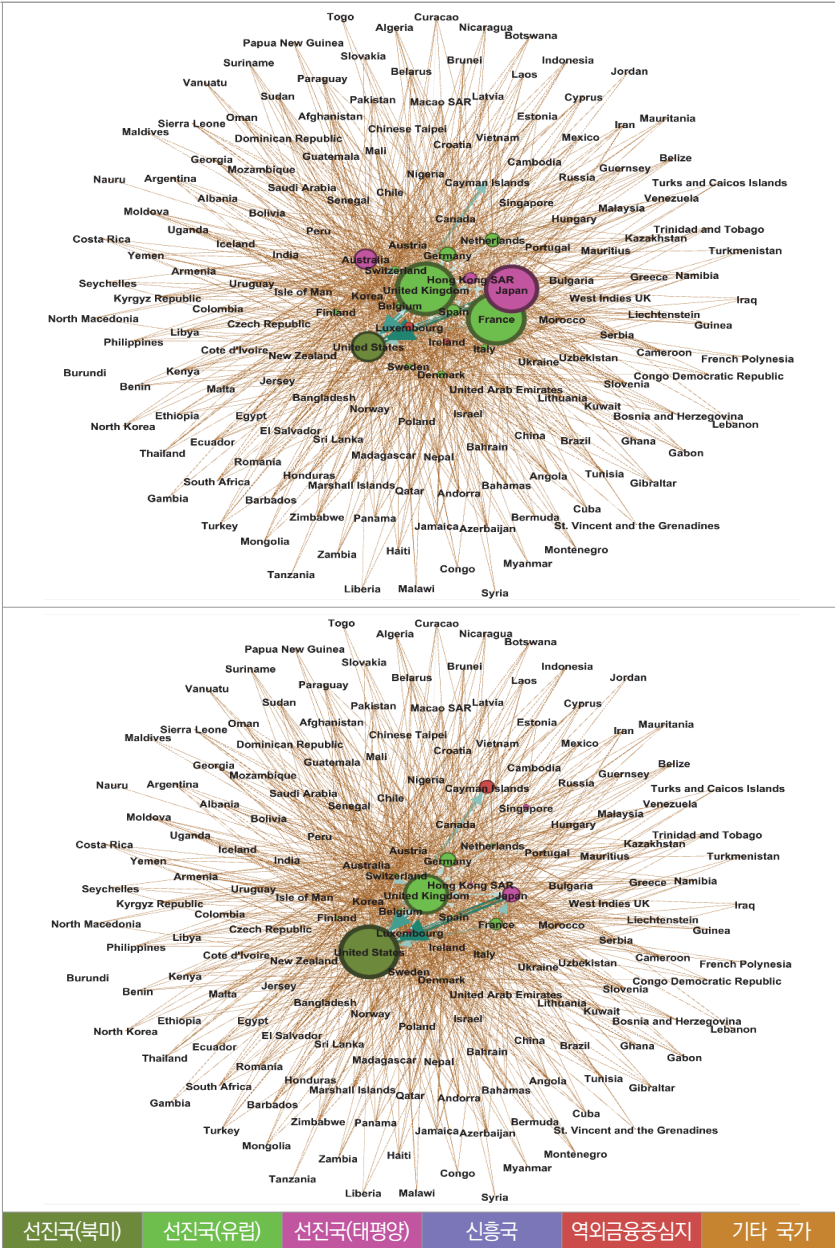 Togo
Curacao
Algeria
Nicaragua
Botswana
Papua New Guinea
Slovakia
Brunei
Indonesia
Suriname
Belarus
Laos
Jordan
Vanuatu
Paraguay
Sudan
Pakistan
Macao SAR
Latvia
Cyprus
Oman
Afghanistan
Estonia
Mauritania
Sierra Leone
Maldives
Chinese Taipei
Iran
Dominican Republic
Croatia
Vietnam
Mexico
Georgia
Guatemala
Mali
Belize
Mozambique
Cambodia
Guernsey
Nauru
Argentina
Nigeria
Russia
Saudi Arabia
Chile
Cayman Islands
Turks and Caicos Islands
Albania
Senegal
Singapore
Venezuela
Moldova
Bolivia
Canada
Hungary
Malaysia
Uganda
Peru
Trinidad and Tobago
Costa Rica
Iceland
Austria
Netherlands
Portugal
Kazakhstan
Yemen
India
Australia
Germany
Mauritius
Turkmenistan
Armenia
Switzerland
Seychelles
Uruguay
Isle of Man
United Kingdom
Hong Kong SAR
Japan
Bulgaria
Greece
Namibia
Kyrgyz Republic
Korea
West Indies UK
Iraq
Colombia
Belgium
North Macedonia
Finland
Spain
France
Morocco
Liechtenstein
Libya
Czech Republic
Luxembourg
Guinea
Philippines
Serbia
Cote d'Ivoire
New Zealand
United States
Ireland
Italy
Cameroon
French Polynesia
Burundi
Kenya
Sweden
Ukraine
Uzbekistan
Benin
Malta
Jersey
Denmark
Congo Democratic Republic
Bangladesh
United Arab Emirates
Slovenia
Ethiopia
Egypt
Norway
Israel
Lithuania
Kuwait
North Korea
El Salvador
Poland
Bosnia and Herzegovina
Lebanon
Ecuador
Sri Lanka
China
Brazil
Ghana
Thailand
Romania
Madagascar
Nepal
Bahrain
Gabon
South Africa
Honduras
Angola
Tunisia
Gambia
Barbados
Marshall Islands
Qatar
Andorra
Bahamas
Gibraltar
Turkey
Zimbabwe
Panama
Jamaica
Azerbaijan
Bermuda
Cuba
St. Vincent and the Grenadines
Mongolia
Zambia
Haiti
Montenegro
Tanzania
Congo
Myanmar
Liberia
Malawi
Syria
Togo
Curacao
Algeria
Nicaragua
Botswana
Papua New Guinea
Slovakia
Brunei
Indonesia
Suriname
Belarus
Laos
Jordan
Vanuatu
Paraguay
Sudan
Pakistan
Macao SAR
Latvia
Cyprus
Oman
Afghanistan
Estonia
Mauritania
Sierra Leone
Maldives
Chinese Taipei
Iran
Dominican Republic
Croatia
Vietnam
Mexico
Georgia
Guatemala
Mali
Belize
Mozambique
Cambodia
Guernsey
Nauru
Argentina
Nigeria
Russia
Saudi Arabia
Chile
Cayman Islands
Turks and Caicos Islands
Albania
Senegal
Singapore
Venezuela
Moldova
Bolivia
Canada
Hungary
Malaysia
Uganda
Peru
Trinidad and Tobago
Costa Rica
Iceland
Austria
Netherlands
Portugal
Kazakhstan
Yemen
India
Australia
Germany
Mauritius
Turkmenistan
Armenia
Switzerland
Seychelles
Uruguay
Isle of Man
United Kingdom
Hong Kong SAR
Japan
Bulgaria
Greece
Namibia
Kyrgyz Republic
Korea
West Indies UK
Iraq
Colombia
Belgium
North Macedonia
Finland
Spain
France
Morocco
Liechtenstein
Libya
Czech Republic
Luxembourg
Guinea
Philippines
Serbia
Cote d'Ivoire
New Zealand
United States
Ireland
Italy
Cameroon
French Polynesia
Burundi
Kenya
Sweden
Ukraine
Uzbekistan
Benin
Malta
Jersey
Denmark
Congo Democratic Republic
Bangladesh
United Arab Emirates
Slovenia
Ethiopia
Egypt
Norway
Israel
Lithuania
Kuwait
North Korea
El Salvador
Poland
Bosnia and Herzegovina
Lebanon
Ecuador
Sri Lanka
China
Brazil
Ghana
Thailand
Romania
Madagascar
Nepal
Bahrain
Gabon
South Africa
Honduras
Angola
Tunisia
Gambia
Barbados
Marshall Islands
Qatar
Andorra
Bahamas
Gibraltar
Turkey
Zimbabwe
Panama
Jamaica
Azerbaijan
Bermuda
Cuba
St. Vincent and the Grenadines
Mongolia
Zambia
Haiti
Montenegro
Tanzania
Congo
Myanmar
Liberia
Malawi
Syria
선진국(북미) 선진국(유럽) 선진국(태평양) 신흥국 역외금융중심지 기타 국가